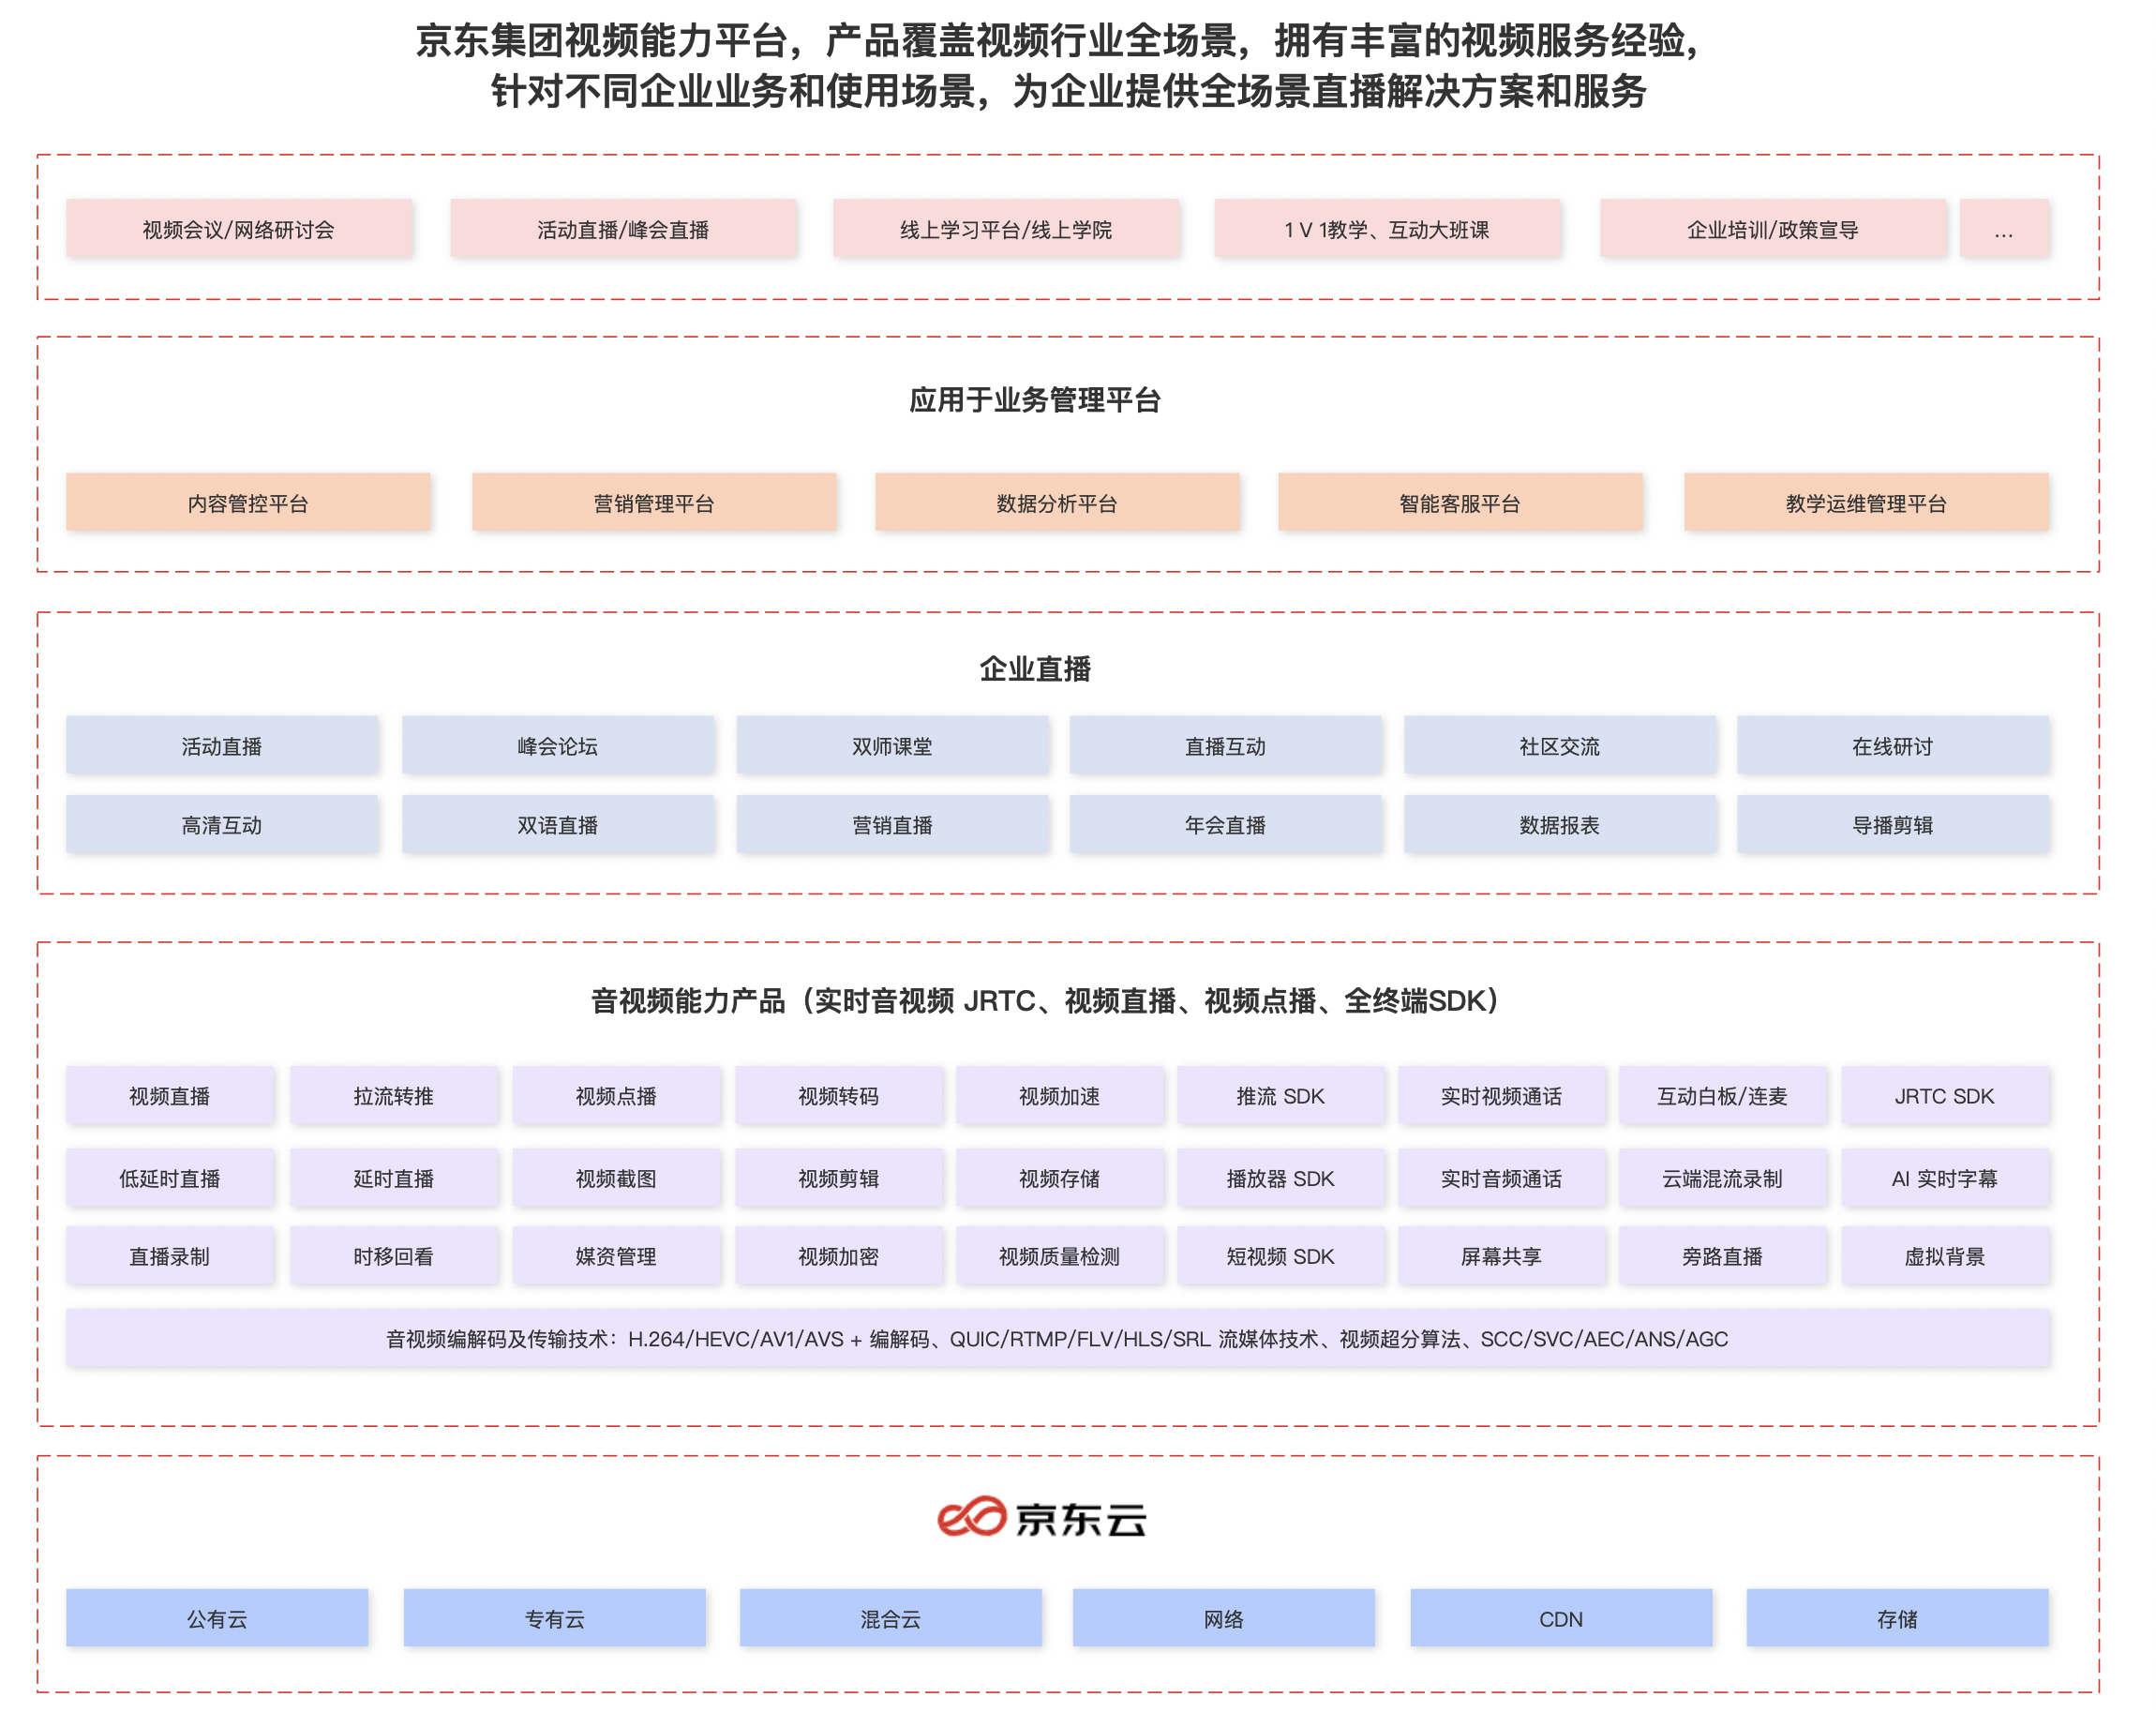 京东集团视频能力平台，产品覆盖视频行业全场景，拥有丰富的视频服务经验，
针对不同企业业务和使用场景，为企业提供全场景直播解决方案和服务
视频会议/网络研讨会
活动直播/峰会直播
线上学习平台/线上学院
1 V 1教学、互动大班课
企业培训/政策宣导
...
应用于业务管理平台
内容管控平台
营销管理平台
数据分析平台
智能客服平台
教学运维管理平台
企业直播
活动直播
峰会论坛
双师课堂
直播互动
社区交流
在线研讨
高清互动
双语直播
营销直播
年会直播
数据报表
导播剪辑
音视频能力产品（实时音视频 JRTC、视频直播、视频点播、全终端SDK）
视频直播
拉流转推
视频点播
视频转码
视频加速
推流 SDK
实时视频通话
互动白板/连麦
JRTC SDK
低延时直播
延时直播
视频截图
视频剪辑
视频存储
播放器 SDK
实时音频通话
云端混流录制
AI 实时字幕
直播录制
时移回看
媒资管理
视频加密
视频质量检测
短视频 SDK
屏幕共享
旁路直播
虚拟背景
音视频编解码及传输技术：H.264/HEVC/AV1/AVS + 编解码、QUIC/RTMP/FLV/HLS/SRL 流媒体技术、视频超分算法、SCC/SVC/AEC/ANS/AGC
京东云
公有云
专有云
混合云
网络
CDN
存储